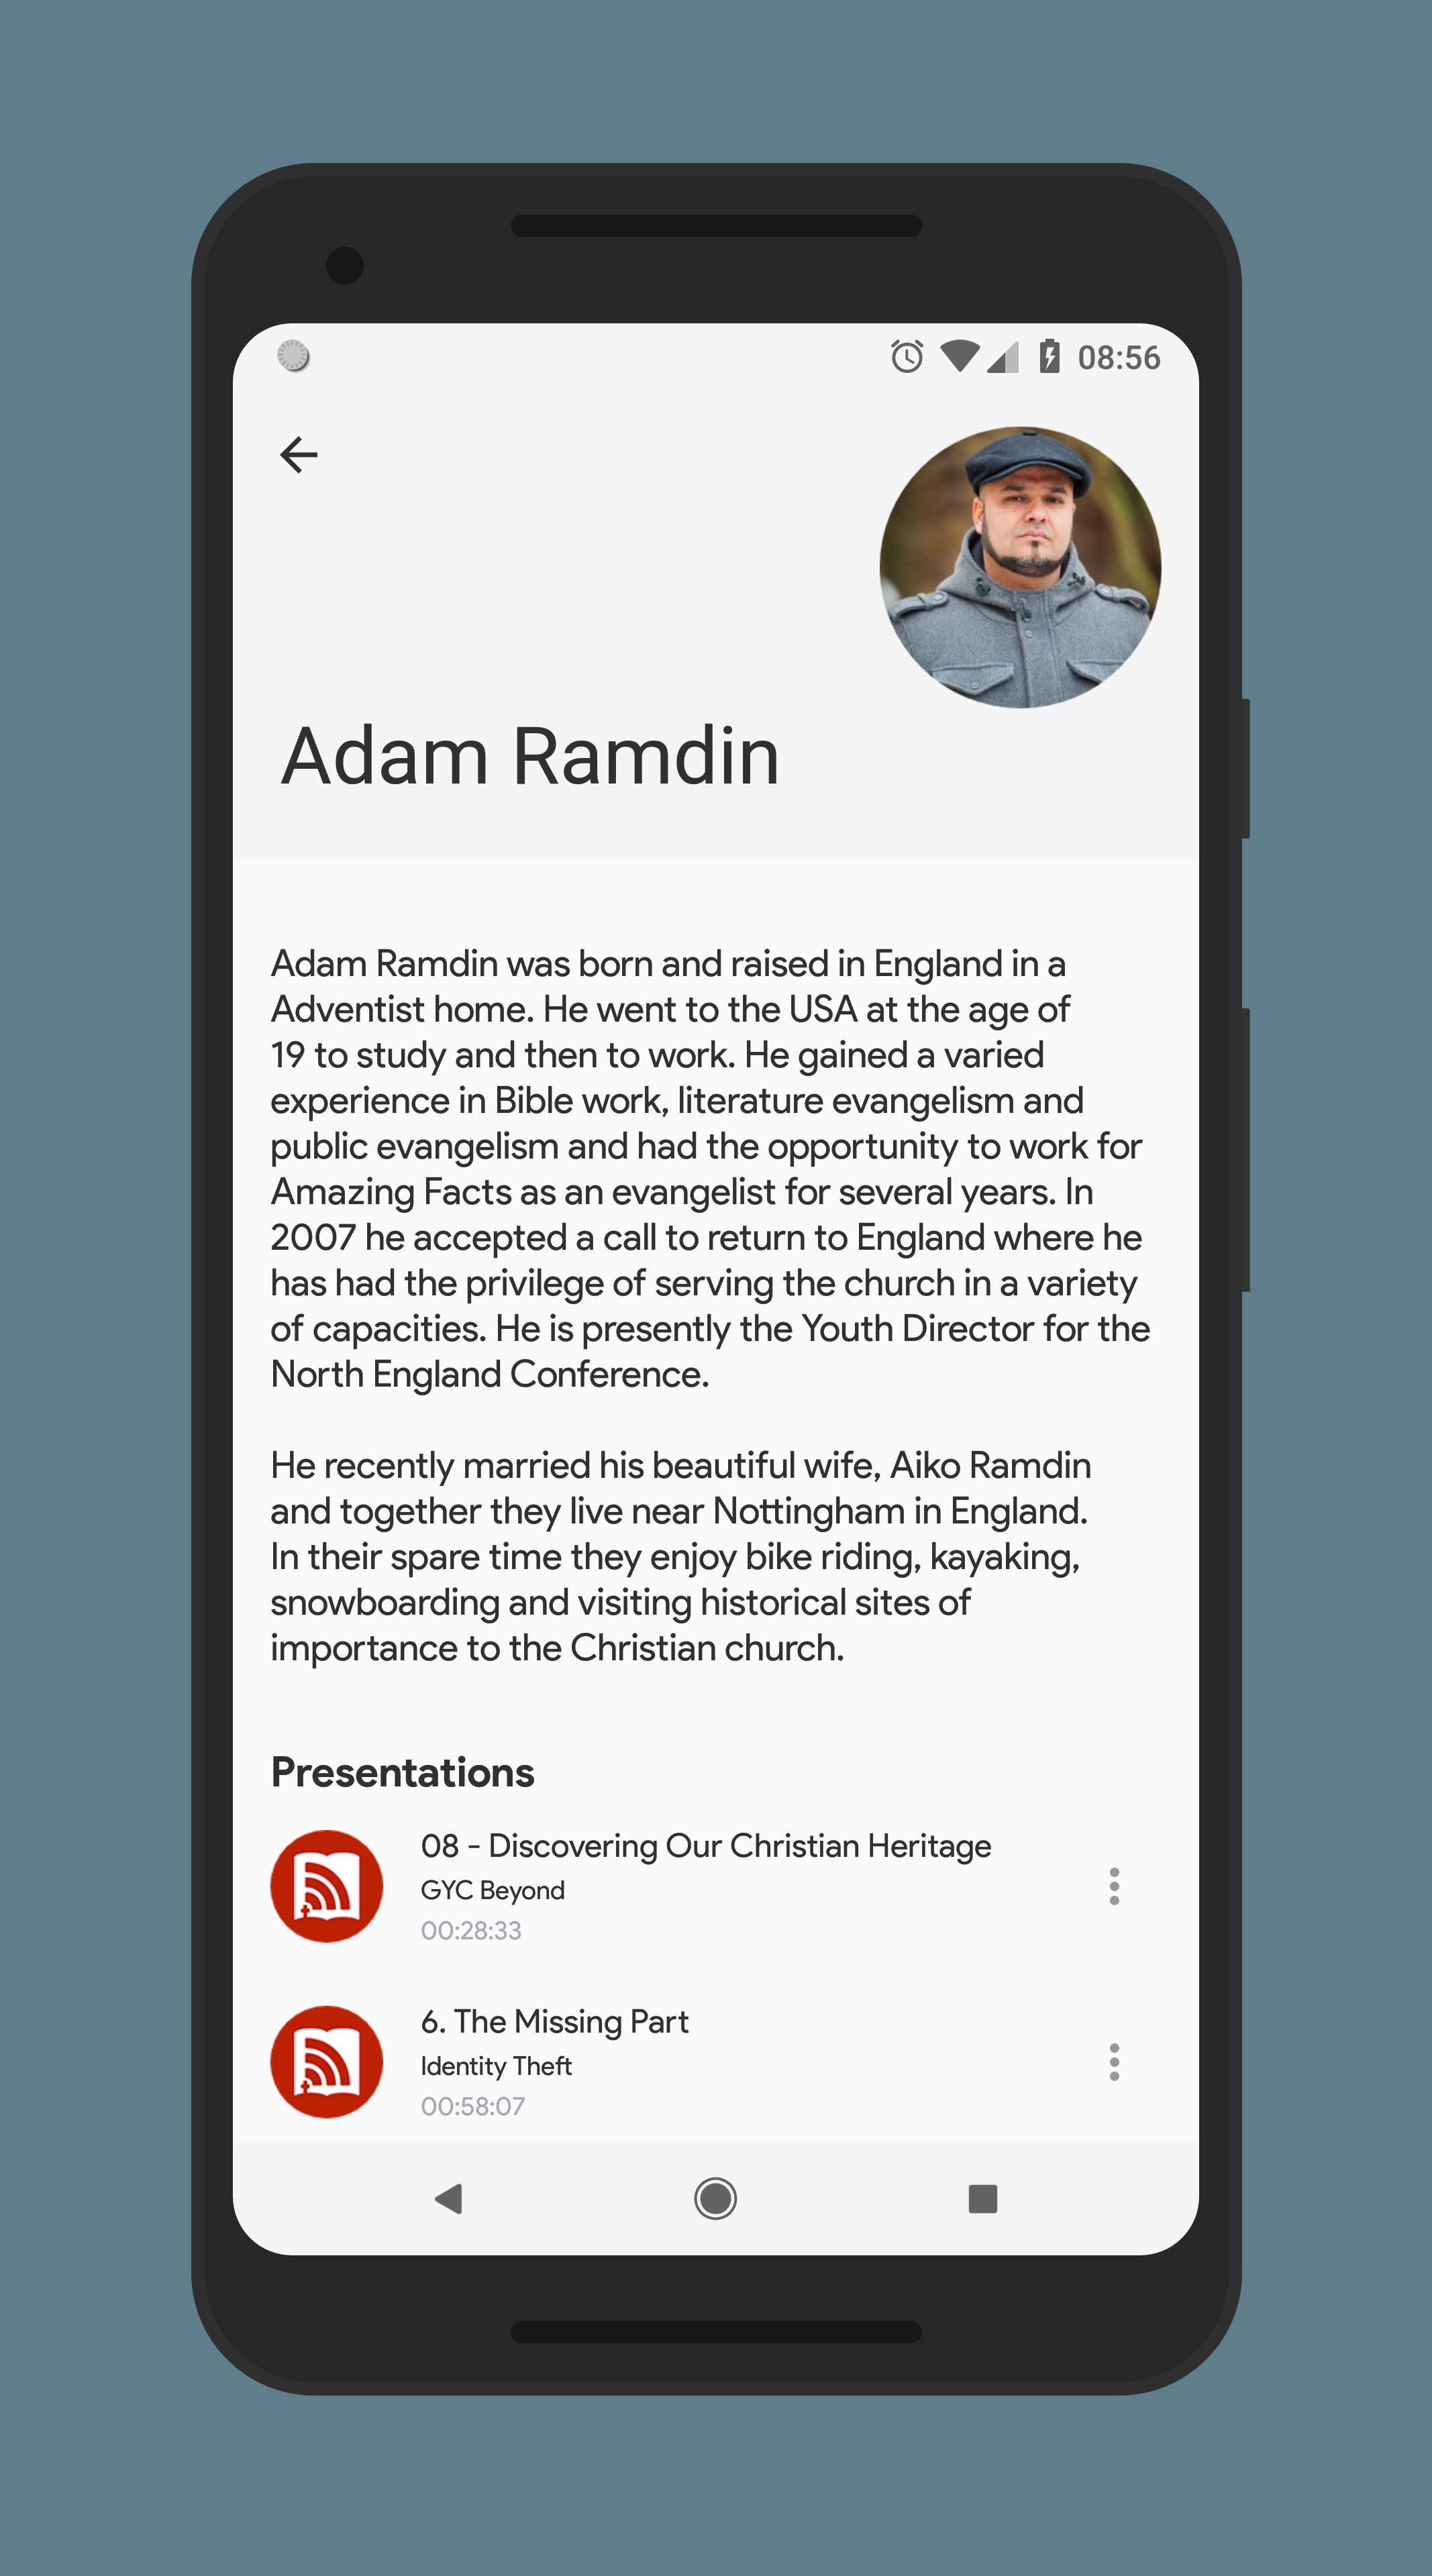 08:56
Adam Ramdin
Adam Ramdin was born and raised in England in a
Adventist home. He went to the USA at the age of
19 to study and then to work. He gained a varied
experience in Bible work, literature evangelism and
public evangelism and had the opportunity to work for
Amazing Facts as an evangelist for several years. In
2007 he accepted a call to return to England where he
has had the privilege of serving the church in a variety
of capacities. He is presently the Youth Director for the
North England Conference.
He recently married his beautiful wife, Aiko Ramdin
and together they live near Nottingham in England.
In their spare time they enjoy bike riding, kayaking,
snowboarding and visiting historical sites of
importance to the Christian church.
Presentations
08 - Discovering Our Christian Heritage
GYC Beyond
00:28:33
6. The Missing Part
Identity Theft
00:58:07